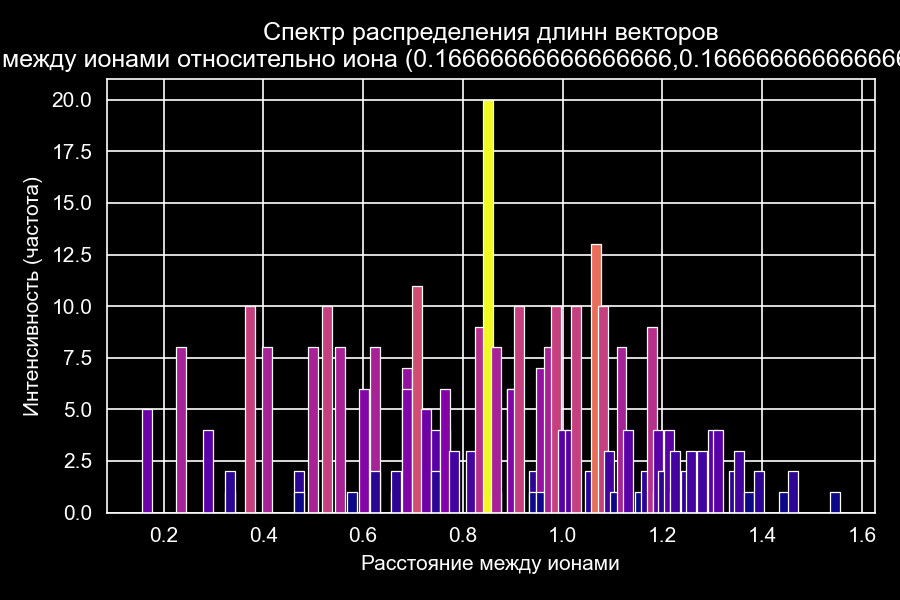 Спектр распределения длинн векторов
между ионами относительно иона (0.16666666666666666,0.1666666666666666
Интенсивность (частота)
20.0
17.5
15.0
12.5
10.0
7.5
5.0
2.5
0.0
0.2 0.4 0.6 0.8 1.0 1.2 1.4 1.6
Расстояние между ионами